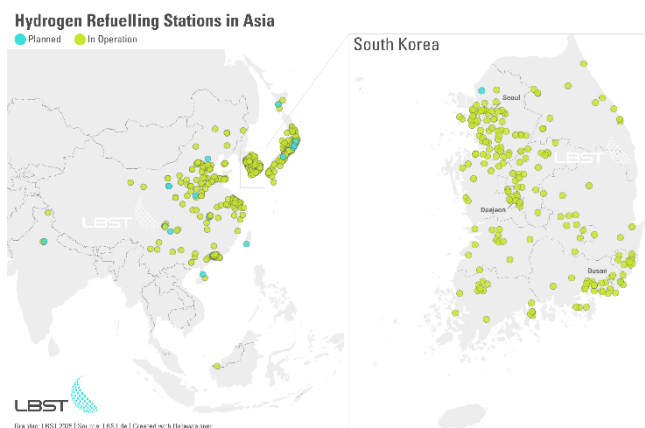 Hydrogen Refuelling Stations in Asia
Planned In Operation
South Korea
Seoul
LBST
LBST
Daejeon
Busan
LBST